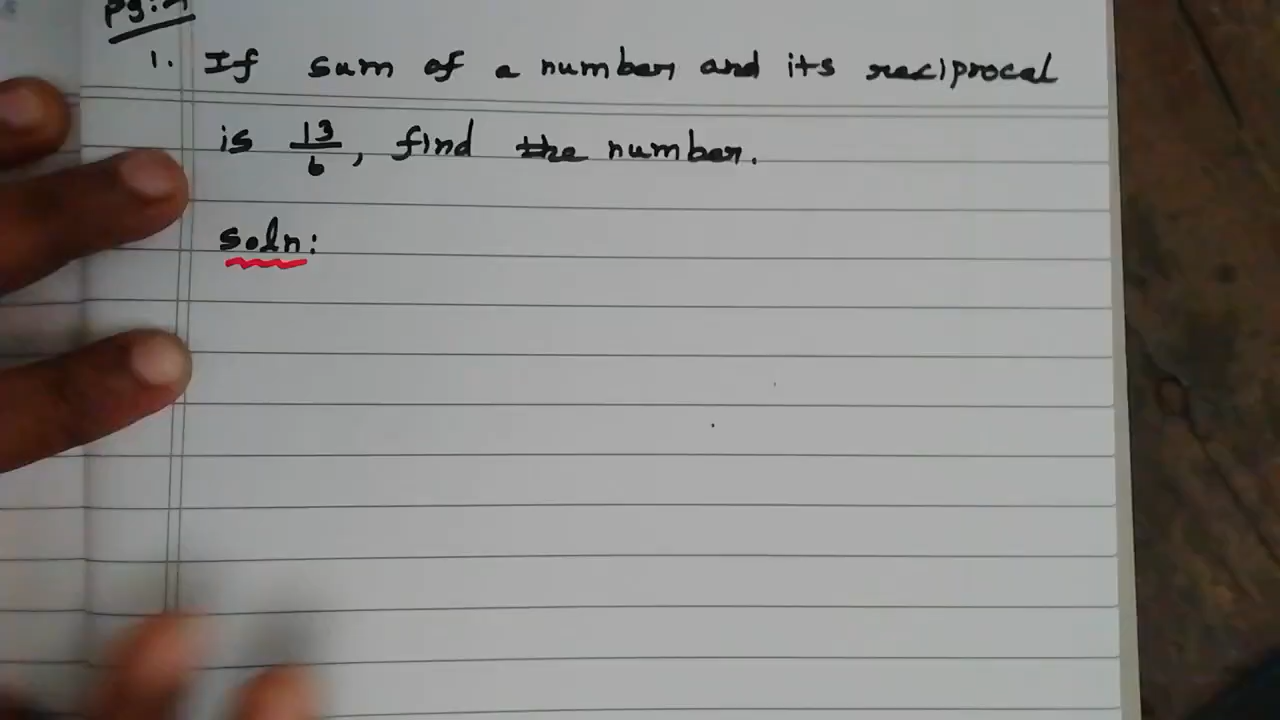 1. If sum of a number and its reciprocal
is 13/6, find the number.
Soln: